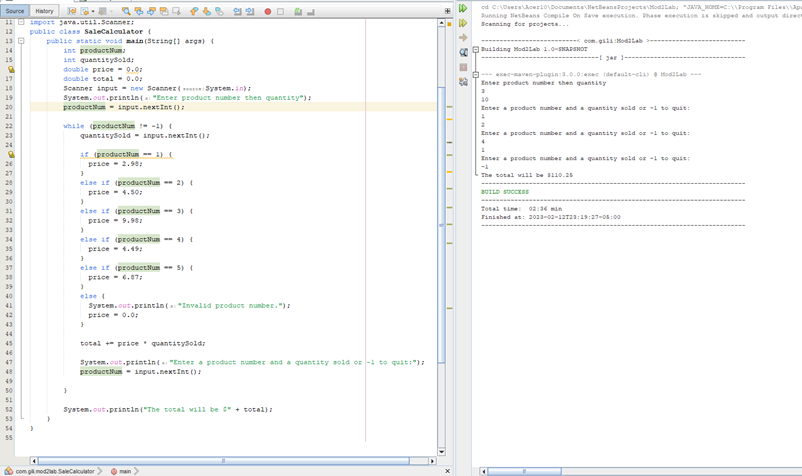 Source History
11 import java.util.Scanner;
12 public class SaleCalculator {
13 public static void main(String[] args) {
14 int productNum;
15 int quantitySold;
double price = 0.0;
17 double total = 0.0;
18 Scanner input = new Scanner(source:System.in);
19 System.out.println(x:"Enter product number then quantity");
20 productNum = input.nextInt();
21
22 while (productNum != -1) {
23 quantitySold = input.nextInt();
24
if (productNum == 1) {
26 price = 2.98;
27 }
28 else if (productNum == 2) {
29 price = 4.50;
30 }
31 else if (productNum == 3) {
32 price = 9.98;
33 }
34 else if (productNum == 4) {
35 price = 4.49;
36 }
37 else if (productNum == 5) {
38 price = 6.87;
39 }
40 else {
41 System.out.println(x:"Invalid product number.");
42 price = 0.0;
43 }
44
45 total += price * quantitySold;
46
47 System.out.println(x:"Enter a product number and a quantity sold or -1 to quit:");
48 productNum = input.nextInt();
49
50 }
51
52 System.out.println("The total will be $" + total);
53 }
54 }
55
com.gili.mod2lab.SaleCalculator main
cd C:\Users\Acer10\Documents\NetBeansProjects\Mod2Lab; "JAVA_HOME=C:\\Program Files\\Ap
Running NetBeans Compile On Save execution. Phase execution is skipped and output direc
Scanning for projects...
--< com.gili:Mod2Lab >--
Building Mod2Lab 1.0-SNAPSHOT
--[ jar ]--
--- exec-maven-plugin:3.0.0:exec (default-cli) @ Mod2Lab ---
Enter product number then quantity
3
10
Enter a product number and a quantity sold or -1 to quit:
1
2
Enter a product number and a quantity sold or -1 to quit:
4
1
Enter a product number and a quantity sold or -1 to quit:
-1
The total will be $110.25
BUILD SUCCESS
Total time: 02:36 min
Finished at: 2023-02-12T23:19:27-05:00